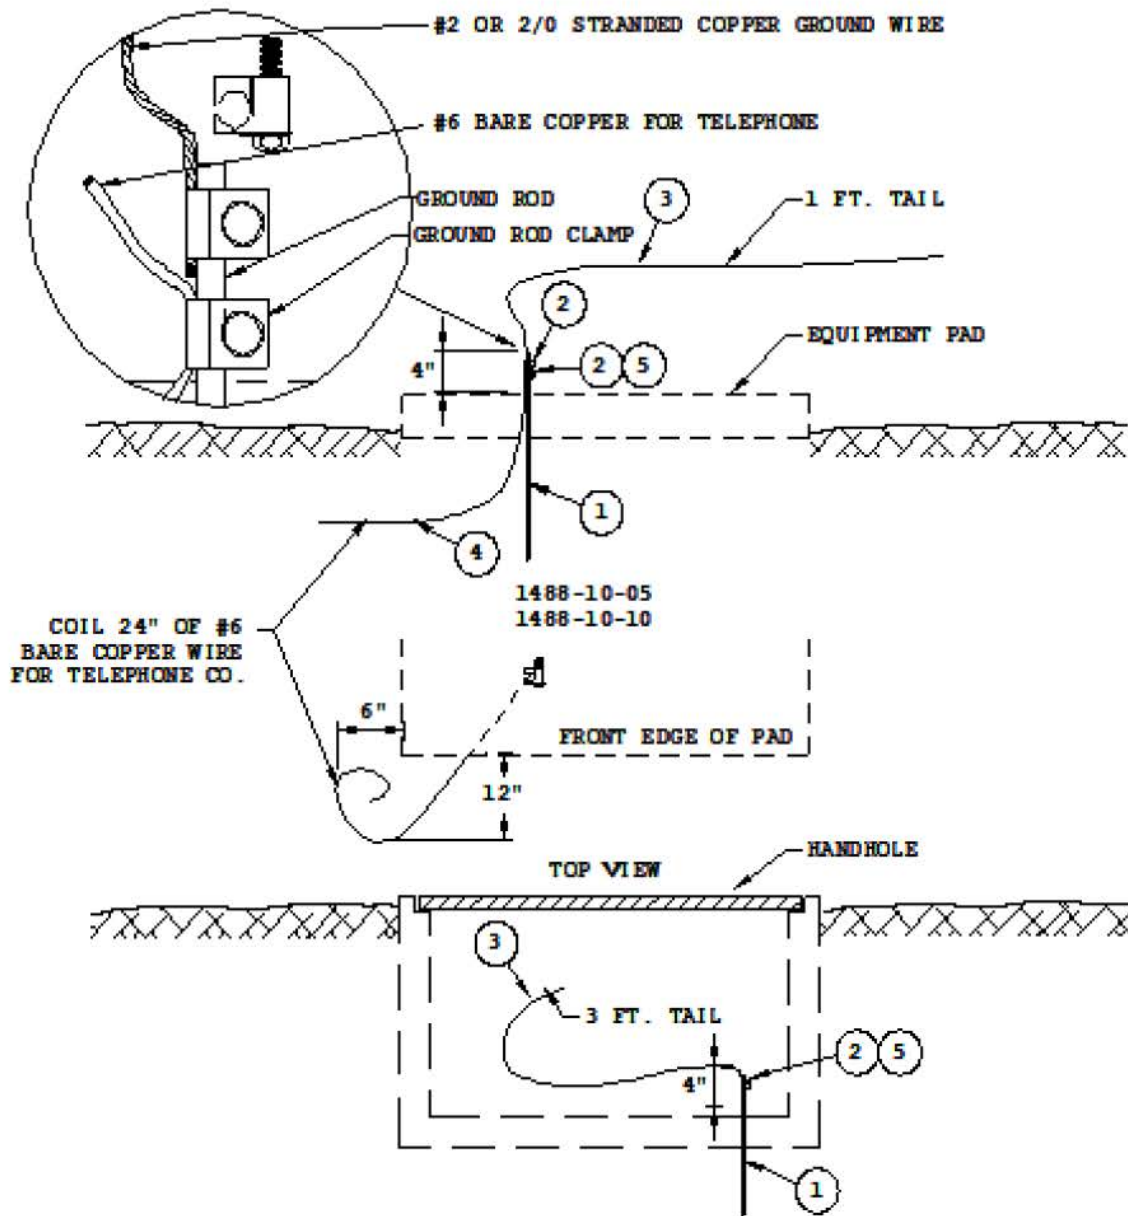 #2 OR 2/0 STRANDED COPPER GROUND WIRE
#6 BARE COPPER FOR TELEPHONE
GROUND ROD
3
1 FT. TAIL
GROUND ROD CLAMP
2
EQUIPMENT PAD
4"
2 5
1
4
1488-10-05
1488-10-10
COIL 24" OF #6
BARE COPPER WIRE
FOR TELEPHONE CO.
6"
FRONT EDGE OF PAD
12"
HANDHOLE
TOP VIEW
3
3 FT. TAIL
2 5
4"
1